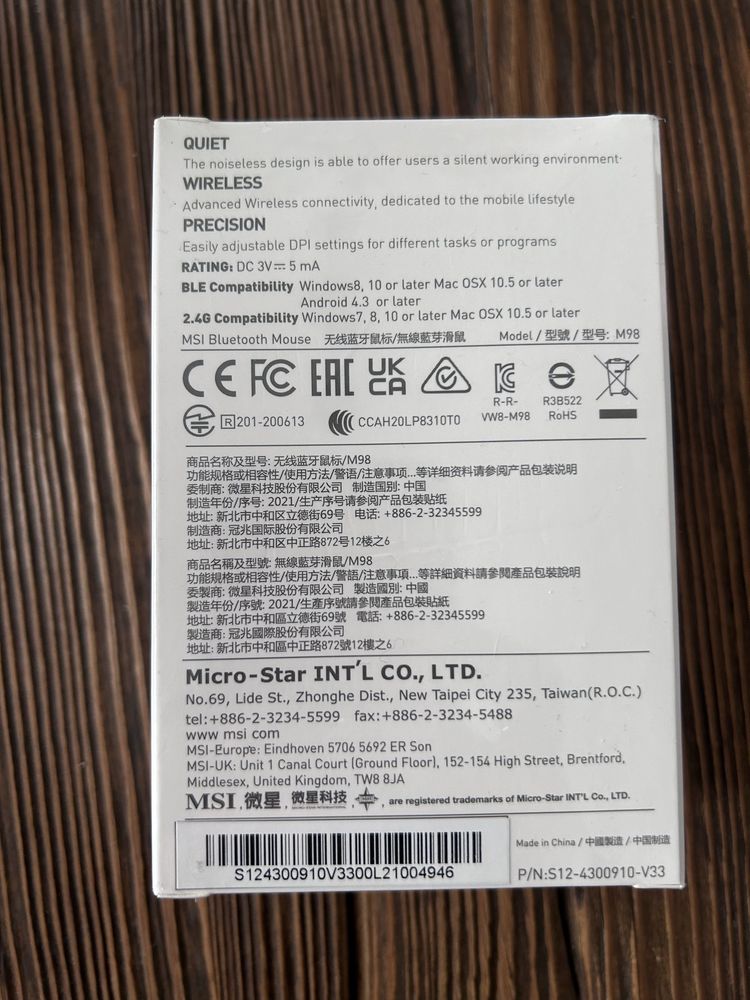 QUIET
The noiseless design is able to offer users a silent working environment.
WIRELESS
Advanced Wireless connectivity, dedicated to the mobile lifestyle
PRECISION
Easily adjustable DPI settings for different tasks or programs
RATING: DC 3V⎓ 5 mA
BLE Compatibility Windows8, 10 or later Mac OSX 10.5 or later
Android 4.3 or later
2.4G Compatibility Windows7, 8, 10 or later Mac OSX 10.5 or later
MSI Bluetooth Mouse 无线蓝牙鼠标/無線藍芽滑鼠 Model / 型號 / 型号: M98
CE FC EAC UK CA
R-R-
VW8-M98
R3B522
RoHS
R 201-200613 CCAH20LP8310T0
商品名称及型号: 无线蓝牙鼠标/M98
功能规格或相容性/使用方法/警语/注意事项...等详细资料请参阅产品包装说明
委制商: 微星科技股份有限公司 制造国别: 中国
制造年份/序号: 2021/生产序号请参阅产品包装贴纸
地址: 新北市中和区立德街69号 电话: +886-2-32345599
制造商: 冠兆国际股份有限公司
地址: 新北市中和区中正路872号12楼之6
商品名稱及型號: 無線藍芽滑鼠/M98
功能規格或相容性/使用方法/警語/注意事項...等詳細資料請參閱產品包裝說明
委製商: 微星科技股份有限公司 製造國別: 中國
製造年份/序號: 2021/生產序號請參閱產品包裝貼紙
地址: 新北市中和區立德街69號 電話: +886-2-32345599
製造商: 冠兆國際股份有限公司
地址: 新北市中和區中正路872號12樓之6
Micro-Star INT'L CO., LTD.
No.69, Lide St., Zhonghe Dist., New Taipei City 235, Taiwan(R.O.C.)
tel:+886-2-3234-5599 fax:+886-2-3234-5488
www msi com
MSI-Europe: Eindhoven 5706 5692 ER Son
MSI-UK: Unit 1 Canal Court (Ground Floor), 152-154 High Street, Brentford,
Middlesex, United Kingdom, TW8 8JA
MSI, 微星, 微星科技, are registered trademarks of Micro-Star INT'L Co., LTD.
S124300910V3300L21004946
Made in China / 中國製造 / 中国制造
P/N:S12-4300910-V33